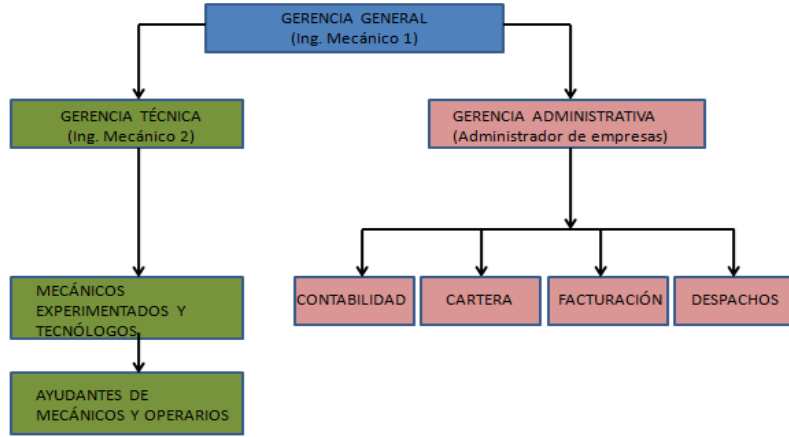 GERENCIA GENERAL
(Ing. Mecánico 1)
GERENCIA TÉCNICA
(Ing. Mecánico 2)
GERENCIA ADMINISTRATIVA
(Administrador de empresas)
MECÁNICOS
EXPERIMENTADOS Y
TECNÓLOGOS
CONTABILIDAD
CARTERA
FACTURACIÓN
DESPACHOS
AYUDANTES DE
MECÁNICOS Y OPERARIOS